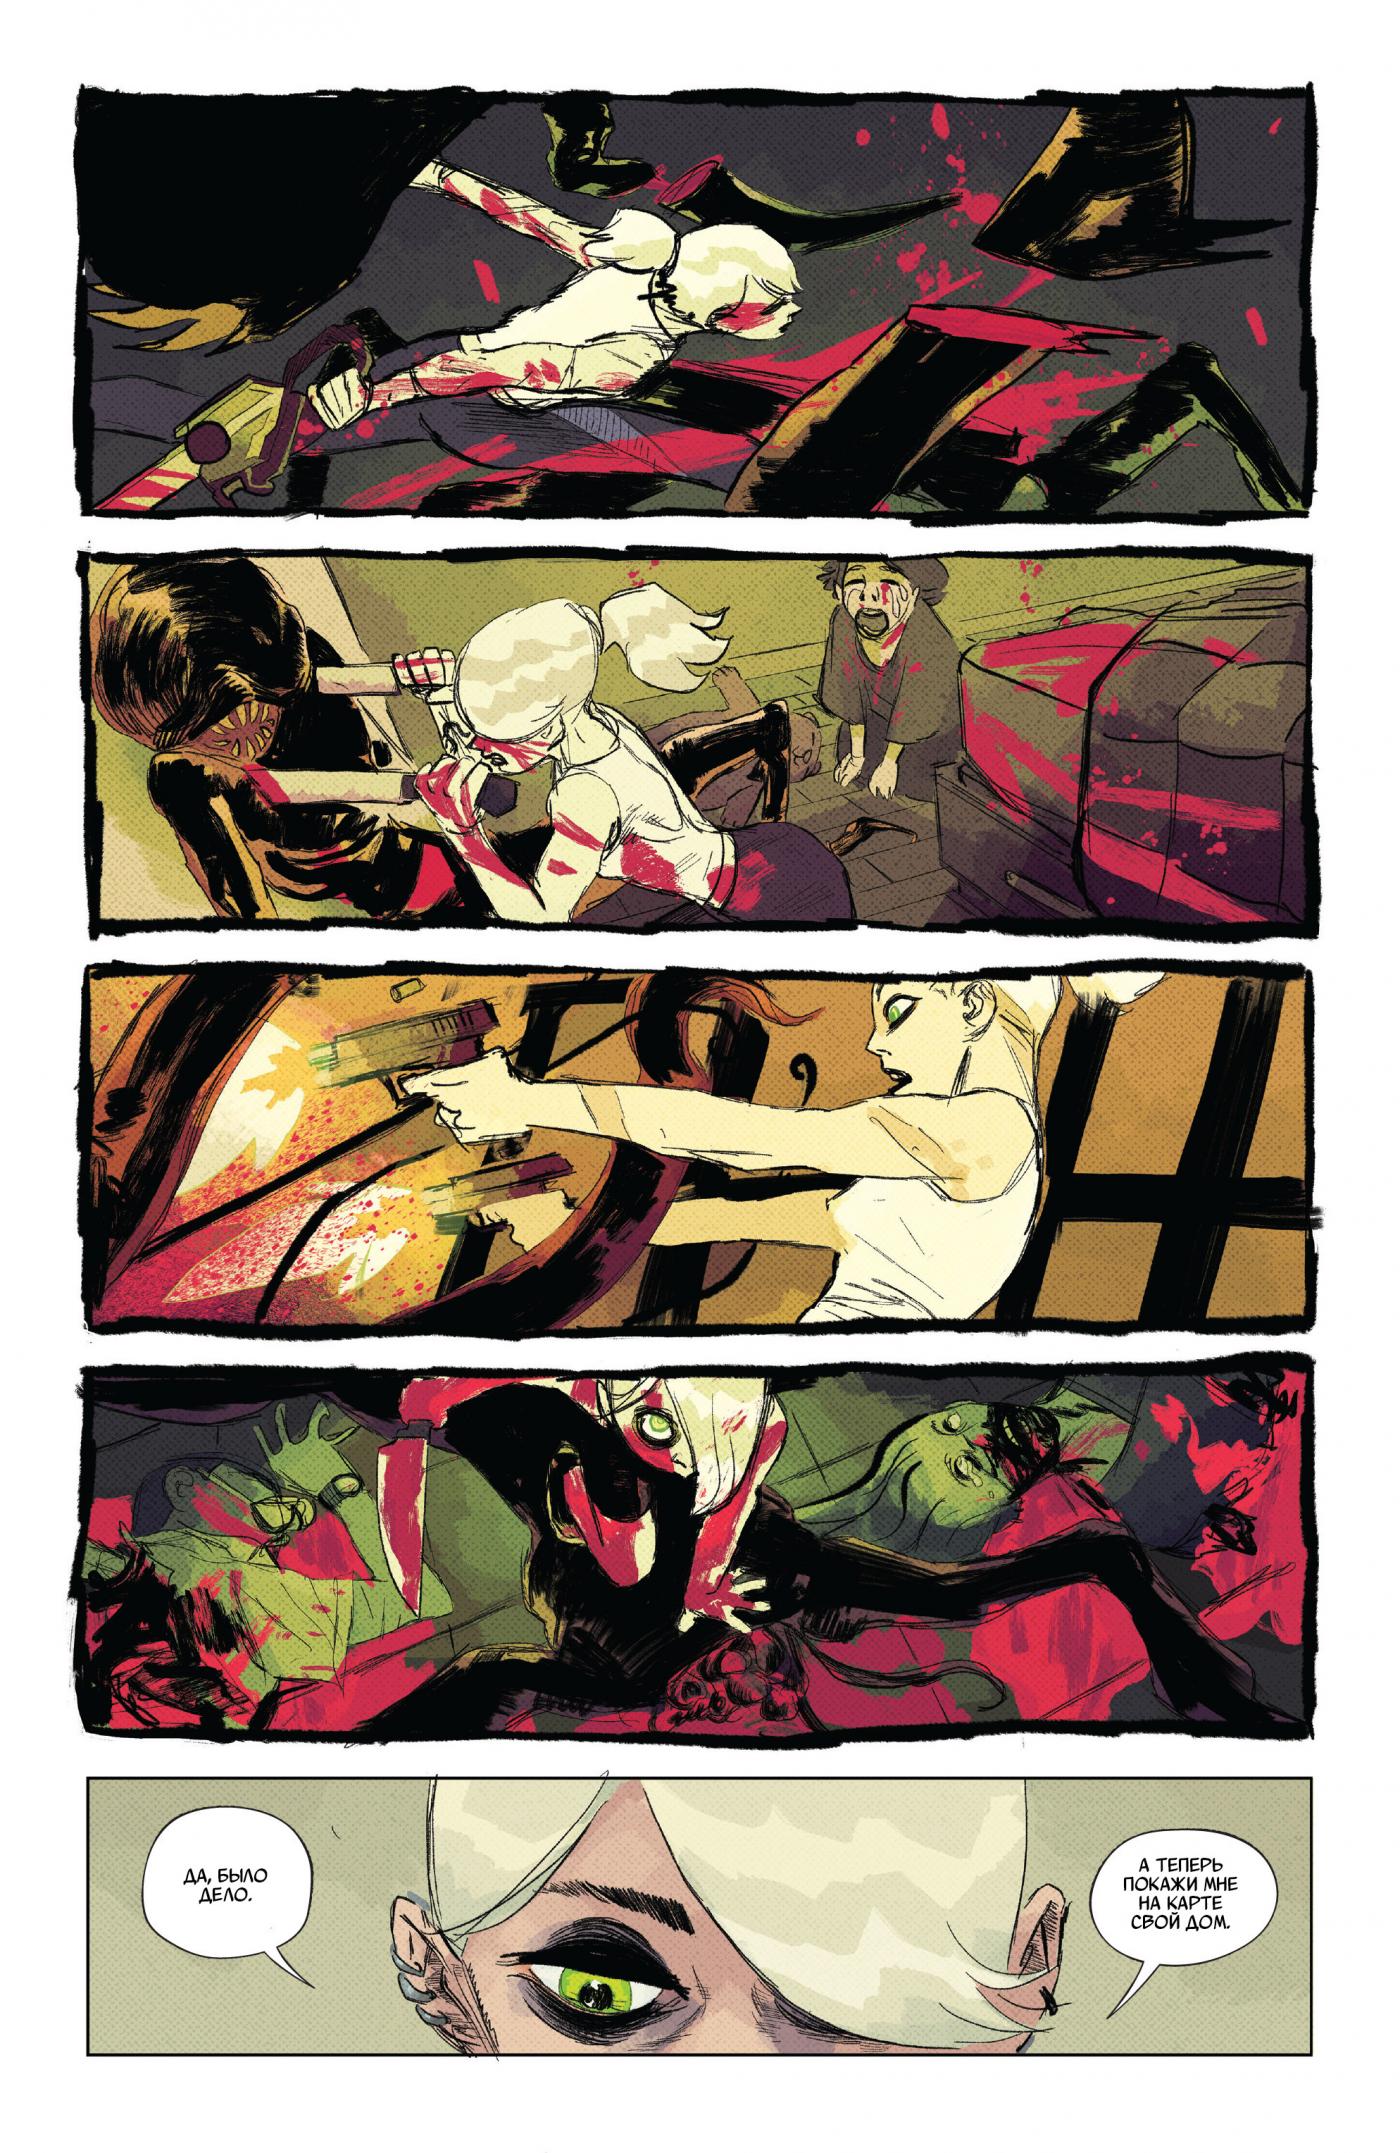 ДА, БЫЛО
ДЕЛО.
А ТЕПЕРЬ
ПОКАЖИ МНЕ
НА КАРТЕ
СВОЙ ДОМ.